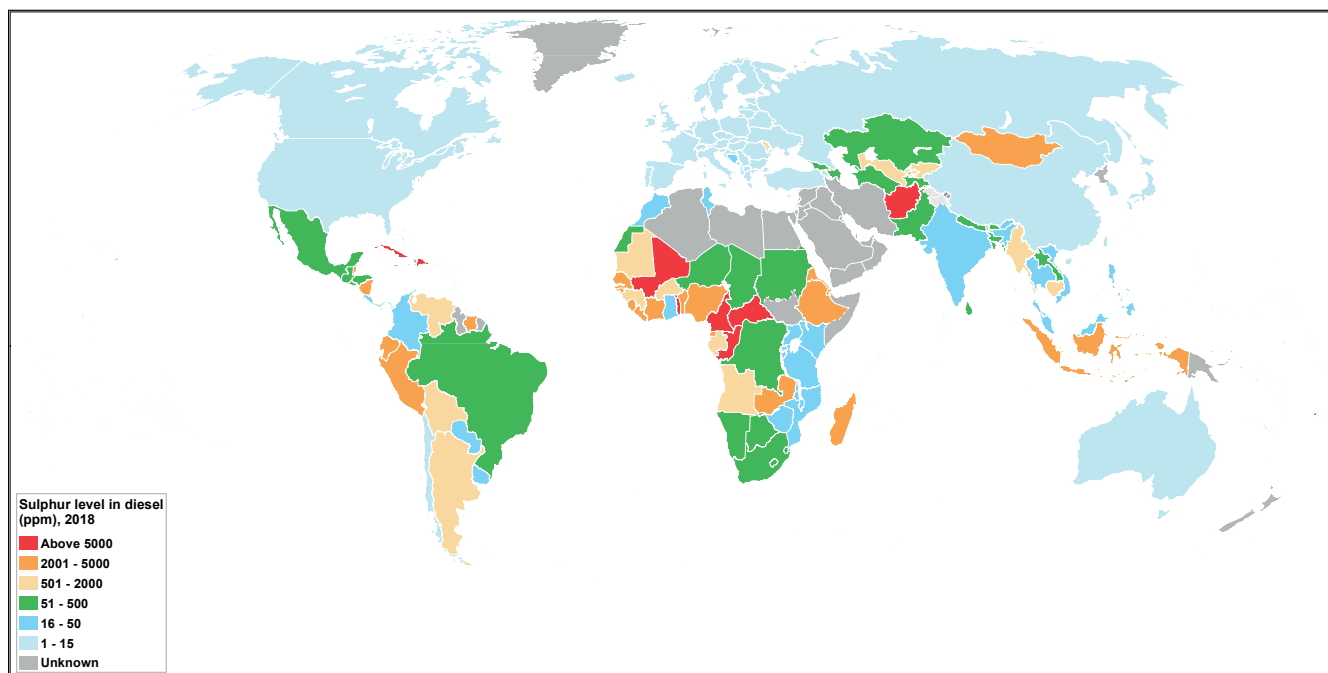 Sulphur level in diesel
(ppm), 2018
Above 5000
2001 - 5000
501 - 2000
51 - 500
16 - 50
1 - 15
Unknown